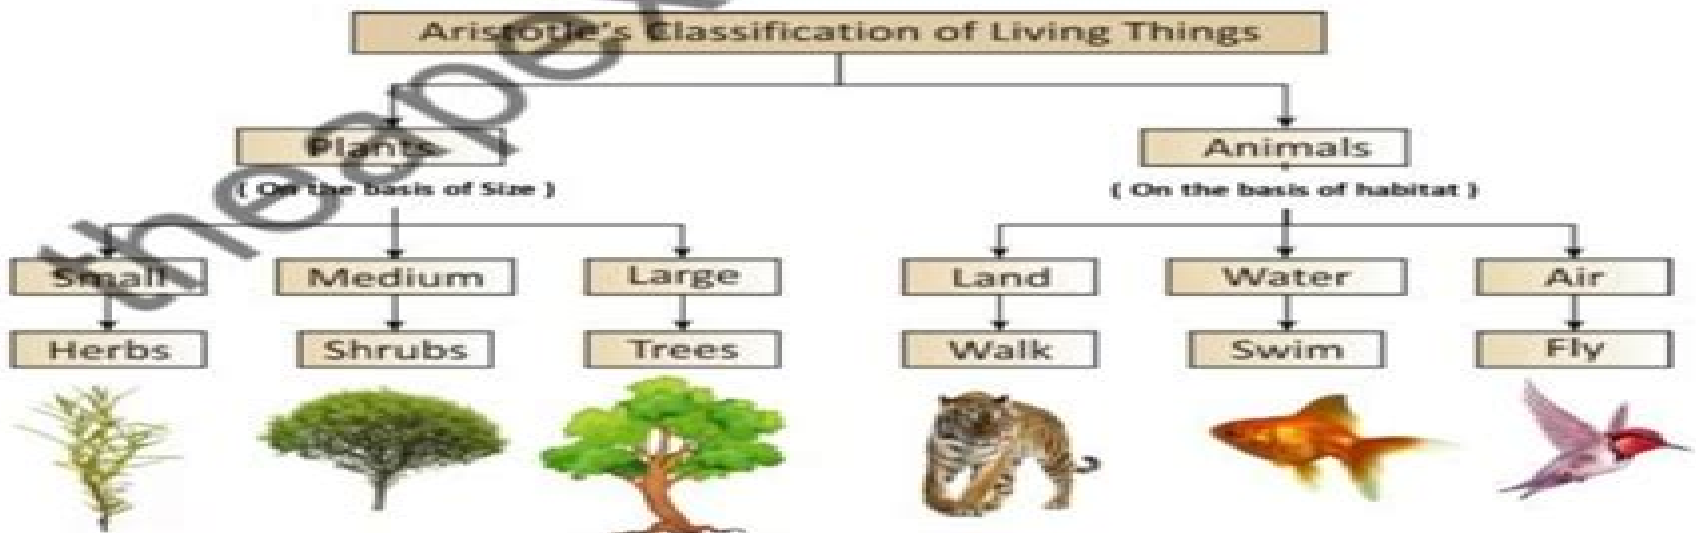 Aristotle's Classification of Living Things
Plants Animals
( On the basis of Size ) ( On the basis of habitat )
Small Medium Large Land Water Air
Herbs Shrubs Trees Walk Swim Fly
theapex